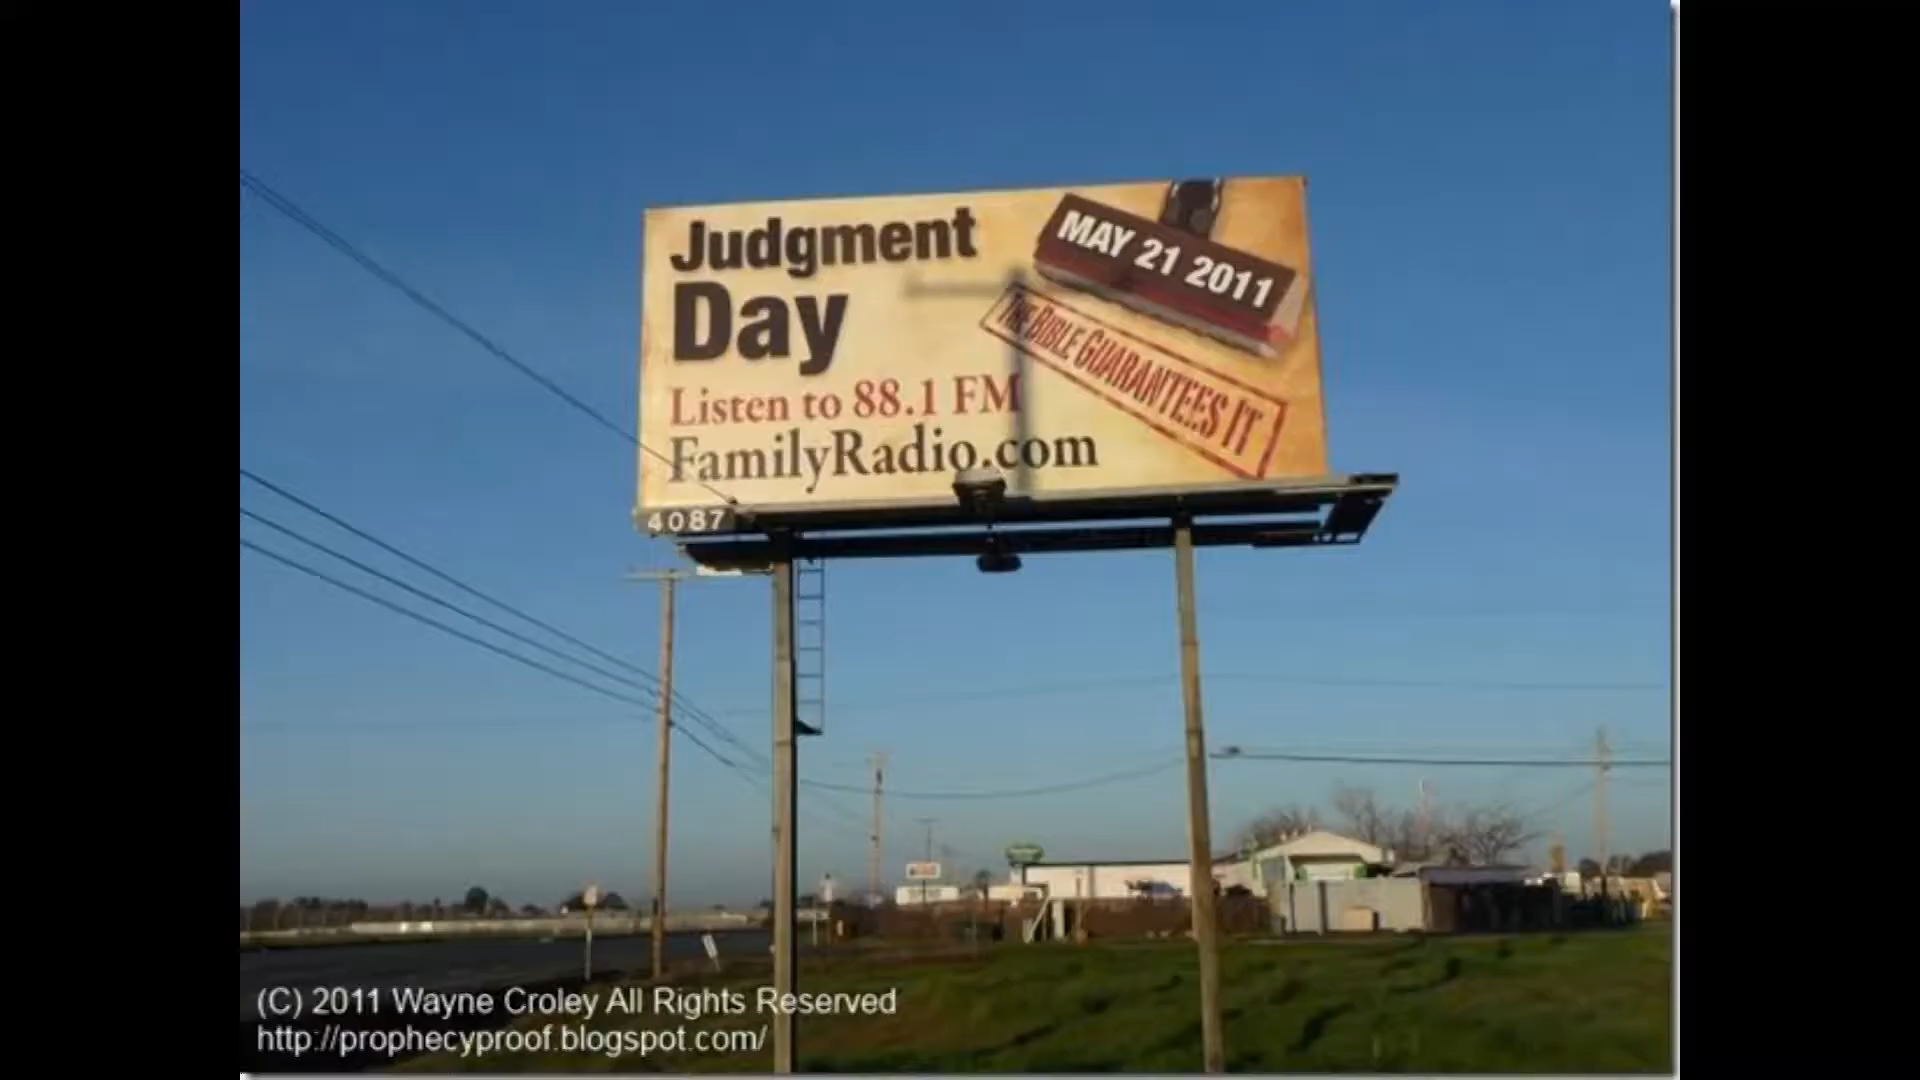 Judgment
Day
Listen to 88.1 FM
FamilyRadio.com
MAY 21 2011
THE BIBLE GUARANTEES IT
4087
(C) 2011 Wayne Croley All Rights Reserved
http://prophecyproof.blogspot.com/